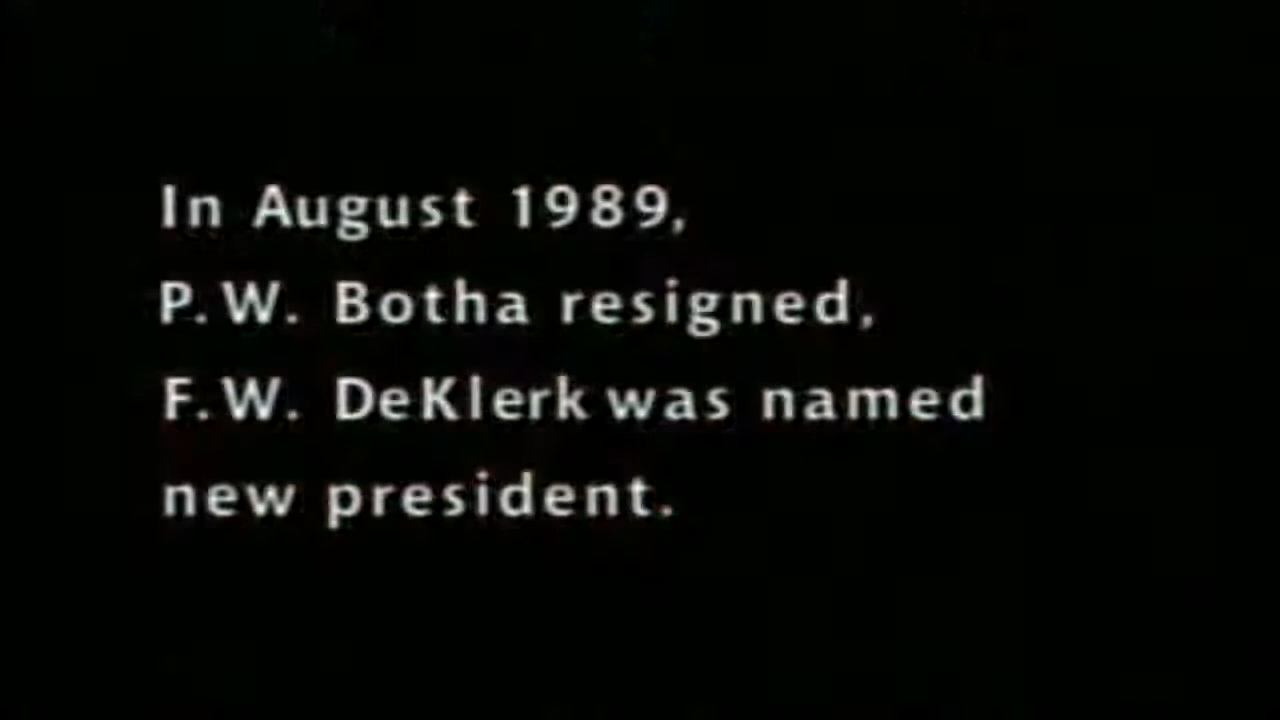 In August 1989,
P.W. Botha resigned,
F.W. DeKlerk was named
new president.